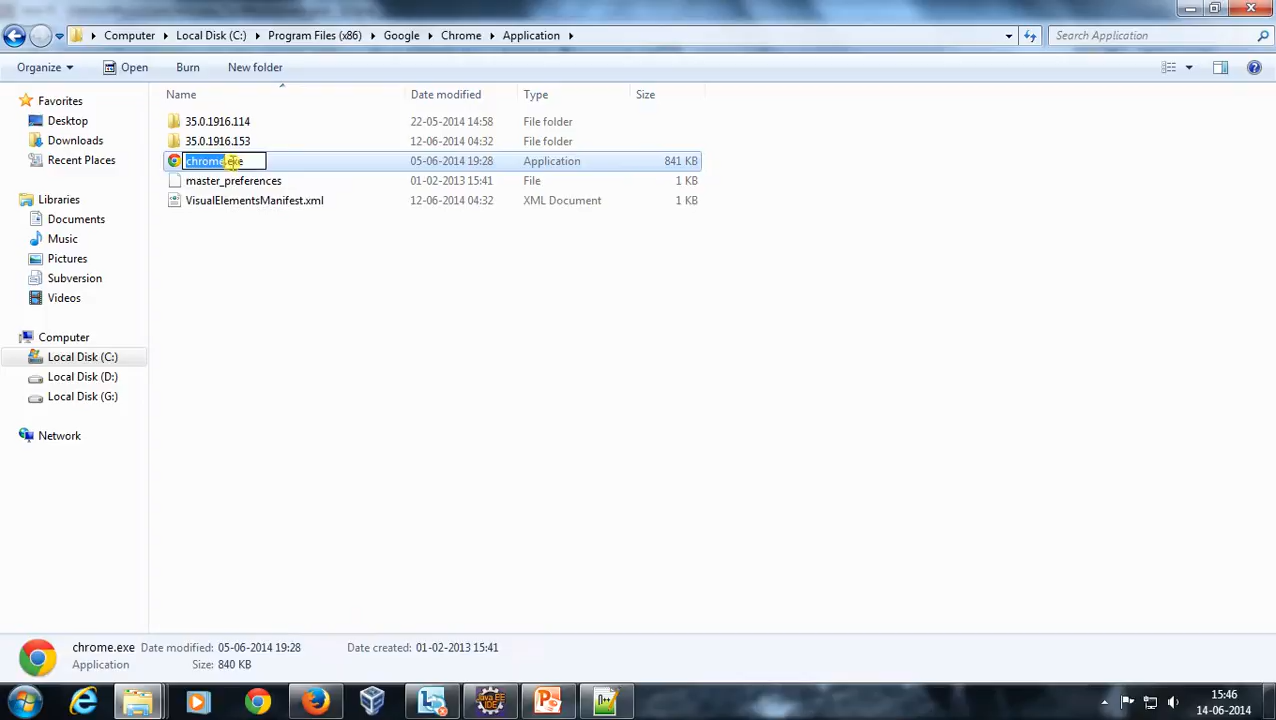 Computer Local Disk (C:) Program Files (x86) Google Chrome Application Search Application
Organize Open Burn New folder
Name Date modified Type Size
Favorites
Desktop
Downloads
Recent Places
Libraries
Documents
Music
Pictures
Subversion
Videos
Computer
Local Disk (C:)
Local Disk (D:)
Local Disk (G:)
Network
35.0.1916.114 22-05-2014 14:58 File folder
35.0.1916.153 12-06-2014 04:32 File folder
chrome.exe 05-06-2014 19:28 Application 841 KB
master_preferences 01-02-2013 15:41 File 1 KB
VisualElementsManifest.xml 12-06-2014 04:32 XML Document 1 KB
chrome.exe Date modified: 05-06-2014 19:28 Date created: 01-02-2013 15:41
Application Size: 840 KB
Java EE
IDE
15:46
14-06-2014